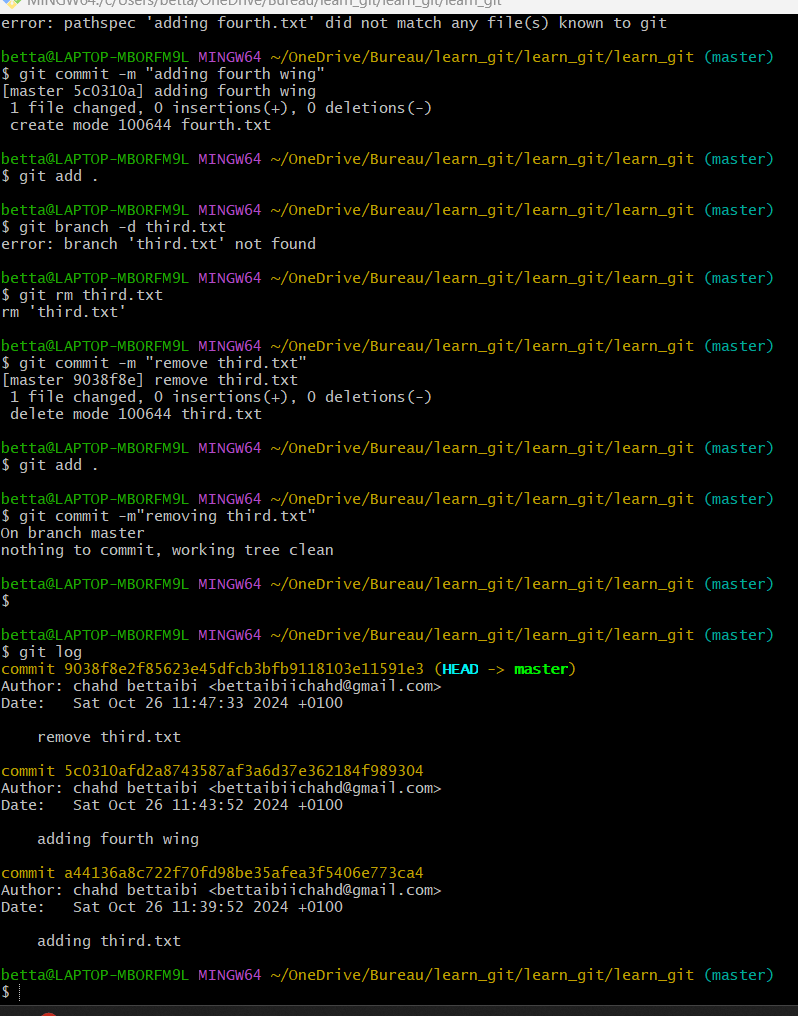 MINGW64:/c/Users/betta/OneDrive/Bureau/learn_git/learn_git/learn_git
error: pathspec 'adding fourth.txt' did not match any file(s) known to git
betta@LAPTOP-MBORFM9L MINGW64 ~/OneDrive/Bureau/learn_git/learn_git/learn_git (master)
$ git commit -m "adding fourth wing"
[master 5c0310a] adding fourth wing
1 file changed, 0 insertions(+), 0 deletions(-)
create mode 100644 fourth.txt
betta@LAPTOP-MBORFM9L MINGW64 ~/OneDrive/Bureau/learn_git/learn_git/learn_git (master)
$ git add .
betta@LAPTOP-MBORFM9L MINGW64 ~/OneDrive/Bureau/learn_git/learn_git/learn_git (master)
$ git branch -d third.txt
error: branch 'third.txt' not found
betta@LAPTOP-MBORFM9L MINGW64 ~/OneDrive/Bureau/learn_git/learn_git/learn_git (master)
$ git rm third.txt
rm 'third.txt'
betta@LAPTOP-MBORFM9L MINGW64 ~/OneDrive/Bureau/learn_git/learn_git/learn_git (master)
$ git commit -m "remove third.txt"
[master 9038f8e] remove third.txt
1 file changed, 0 insertions(+), 0 deletions(-)
delete mode 100644 third.txt
betta@LAPTOP-MBORFM9L MINGW64 ~/OneDrive/Bureau/learn_git/learn_git/learn_git (master)
$ git add .
betta@LAPTOP-MBORFM9L MINGW64 ~/OneDrive/Bureau/learn_git/learn_git/learn_git (master)
$ git commit -m"removing third.txt"
On branch master
nothing to commit, working tree clean
betta@LAPTOP-MBORFM9L MINGW64 ~/OneDrive/Bureau/learn_git/learn_git/learn_git (master)
$
betta@LAPTOP-MBORFM9L MINGW64 ~/OneDrive/Bureau/learn_git/learn_git/learn_git (master)
$ git log
commit 9038f8e2f85623e45dfcb3bfb9118103e11591e3 (HEAD -> master)
Author: chahd bettaibi <bettaibiichahd@gmail.com>
Date:   Sat Oct 26 11:47:33 2024 +0100
remove third.txt
commit 5c0310afd2a8743587af3a6d37e362184f989304
Author: chahd bettaibi <bettaibiichahd@gmail.com>
Date:   Sat Oct 26 11:43:52 2024 +0100
adding fourth wing
commit a44136a8c722f70fd98be35afea3f5406e773ca4
Author: chahd bettaibi <bettaibiichahd@gmail.com>
Date:   Sat Oct 26 11:39:52 2024 +0100
adding third.txt
betta@LAPTOP-MBORFM9L MINGW64 ~/OneDrive/Bureau/learn_git/learn_git/learn_git (master)
$